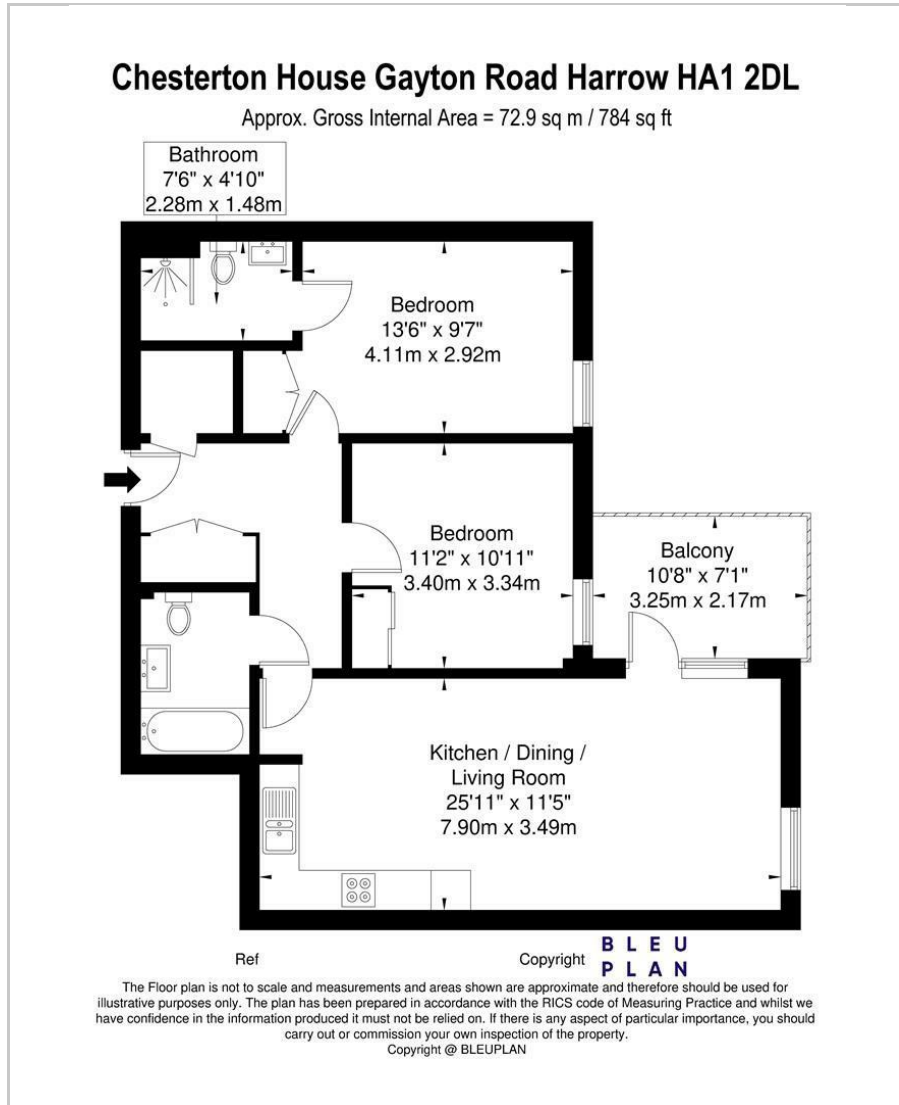 Chesterton House Gayton Road Harrow HA1 2DL
Approx. Gross Internal Area = 72.9 sq m / 784 sq ft
Bathroom
7'6" x 4'10"
2.28m x 1.48m
Bedroom
13'6" x 9'7"
4.11m x 2.92m
Bedroom
11'2" x 10'11"
3.40m x 3.34m
Balcony
10'8" x 7'1"
3.25m x 2.17m
Kitchen / Dining /
Living Room
25'11" x 11'5"
7.90m x 3.49m
Ref
Copyright
BLEU
PLAN
The Floor plan is not to scale and measurements and areas shown are approximate and therefore should be used for
illustrative purposes only. The plan has been prepared in accordance with the RICS code of Measuring Practice and whilst we
have confidence in the information produced it must not be relied on. If there is any aspect of particular importance, you should
carry out or commission your own inspection of the property.
Copyright @ BLEUPLAN